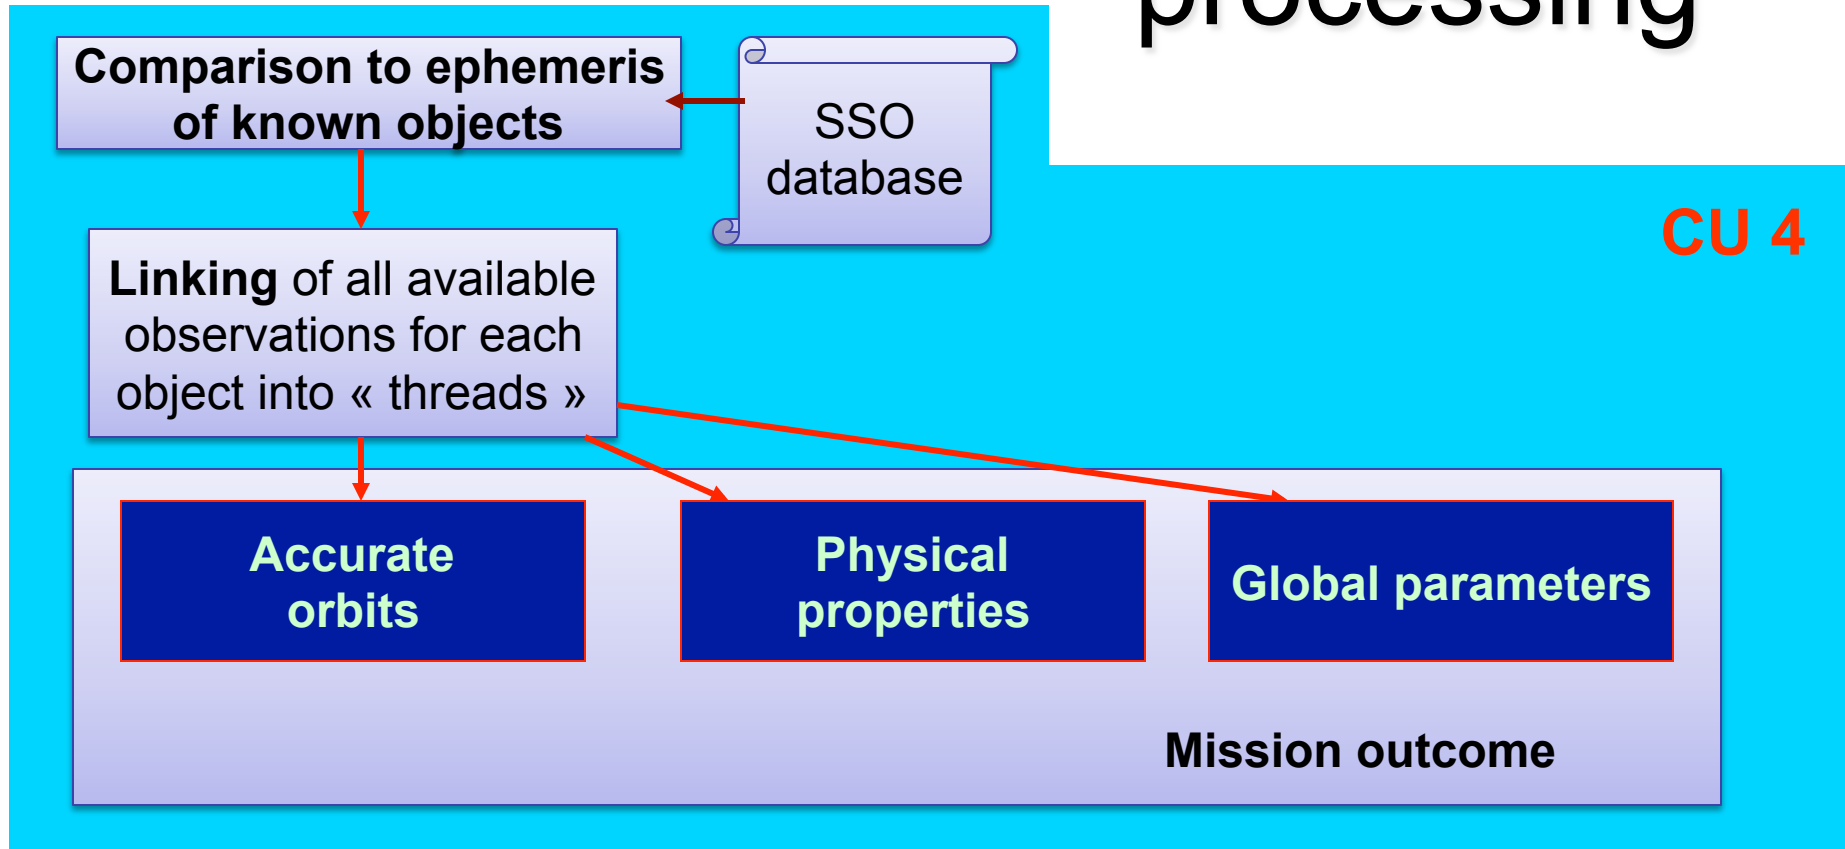 processing
Comparison to ephemeris
of known objects
SSO
database
CU 4
Linking of all available
observations for each
object into « threads »
Accurate
orbits
Physical
properties
Global parameters
Mission outcome